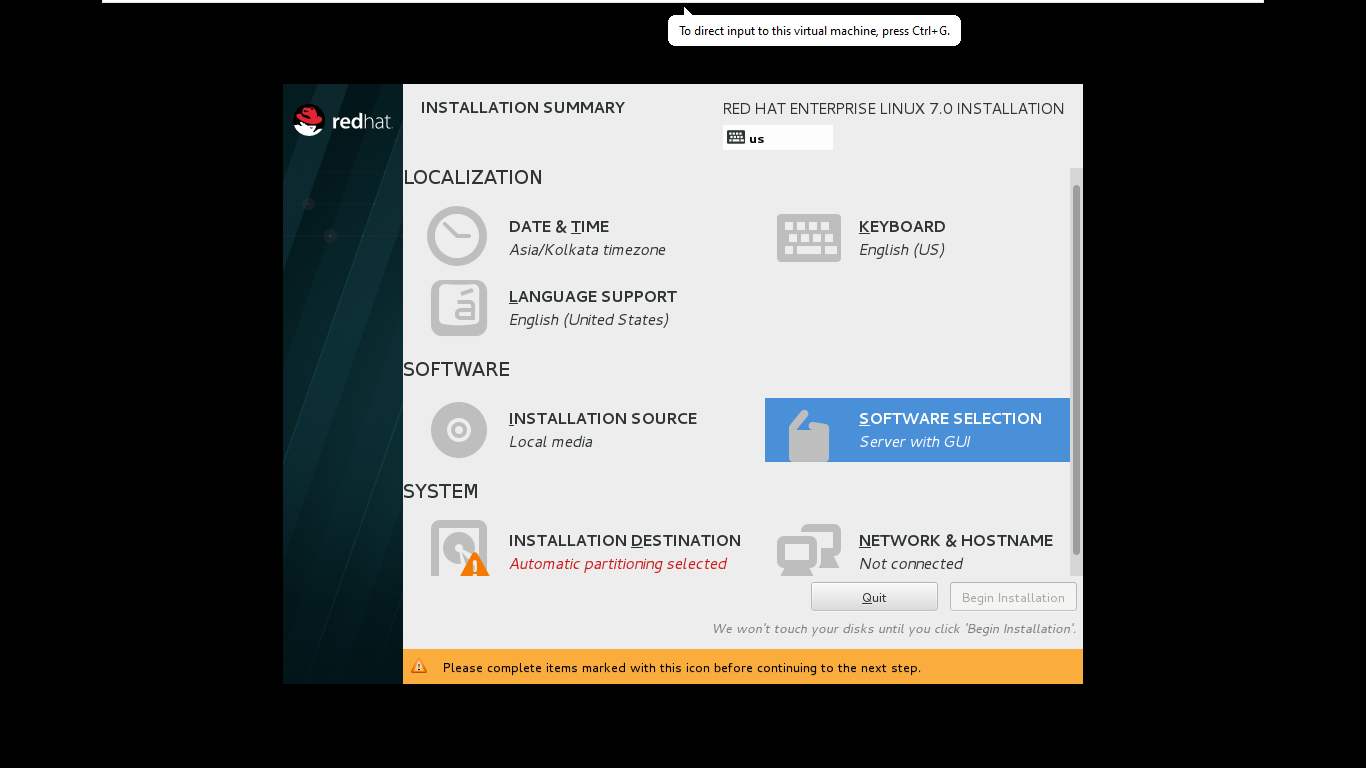 To direct input to this virtual machine, press Ctrl+G.
redhat.
INSTALLATION SUMMARY
RED HAT ENTERPRISE LINUX 7.0 INSTALLATION
us
LOCALIZATION
DATE & TIME
Asia/Kolkata timezone
KEYBOARD
English (US)
LANGUAGE SUPPORT
English (United States)
SOFTWARE
INSTALLATION SOURCE
Local media
SOFTWARE SELECTION
Server with GUI
SYSTEM
INSTALLATION DESTINATION
Automatic partitioning selected
NETWORK & HOSTNAME
Not connected
Quit
Begin Installation
We won't touch your disks until you click 'Begin Installation'.
Please complete items marked with this icon before continuing to the next step.